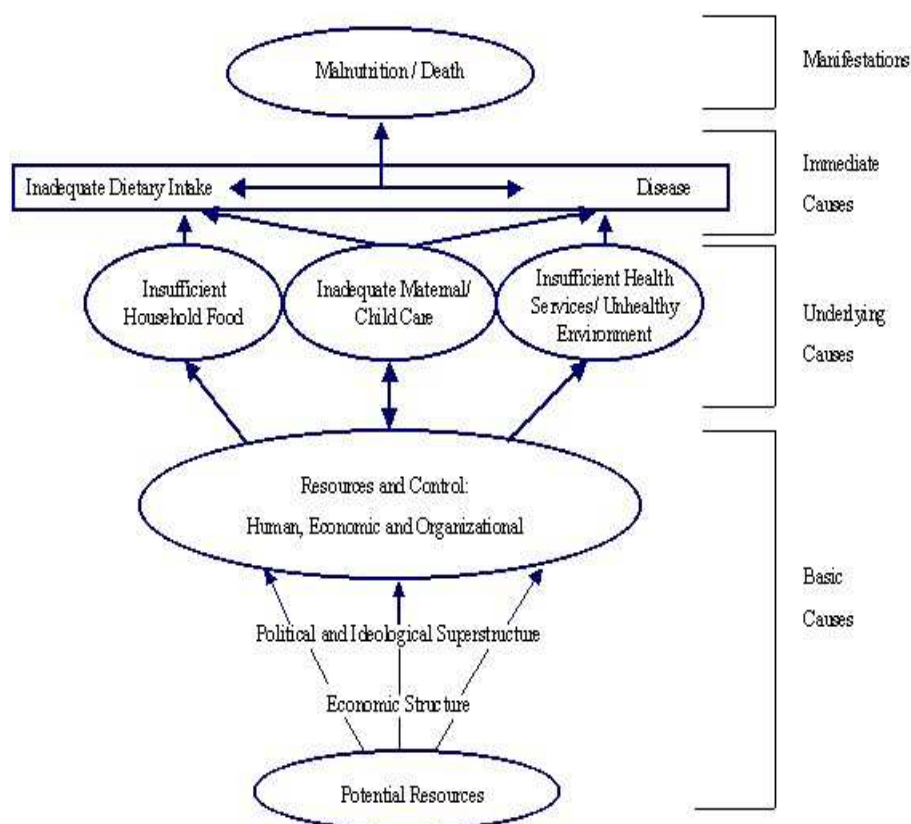 Malnutrition / Death
Manifestations
Inadequate Dietary Intake
Disease
Immediate
Causes
Insufficient
Household Food
Inadequate Maternal/
Child Care
Insufficient Health
Services/ Unhealthy
Environment
Underlying
Causes
Resources and Control:
Human, Economic and Organizational
Political and Ideological Superstructure
Economic Structure
Potential Resources
Basic
Causes